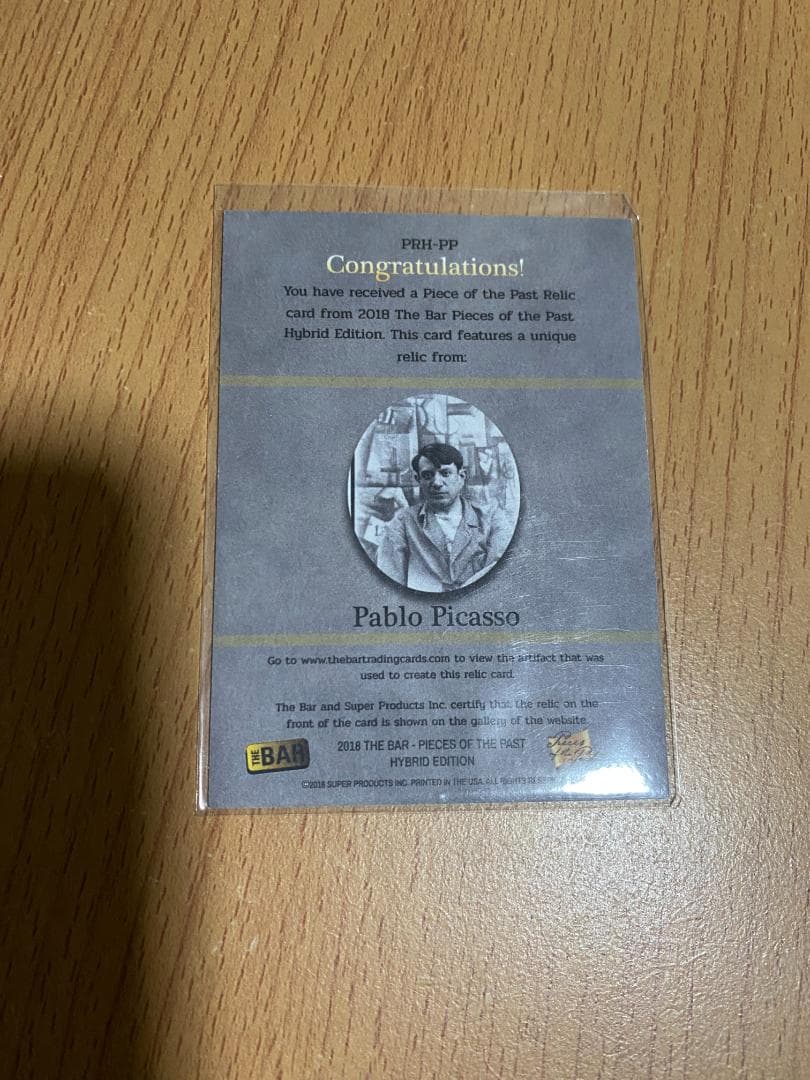 PRH-PP
Congratulations!
You have received a Piece of the Past Relic
card from 2018 The Bar Pieces of the Past
Hybrid Edition. This card features a unique
relic from:
Pablo Picasso
Go to www.thebartradingcards.com to view the artifact that was
used to create this relic card.
The Bar and Super Products Inc. certify that the relic on the
front of the card is shown on the gallery of the website.
THE BAR
2018 THE BAR - PIECES OF THE PAST
HYBRID EDITION
Pieces
of the Past
©2018 SUPER PRODUCTS INC. PRINTED IN THE USA. ALL RIGHTS